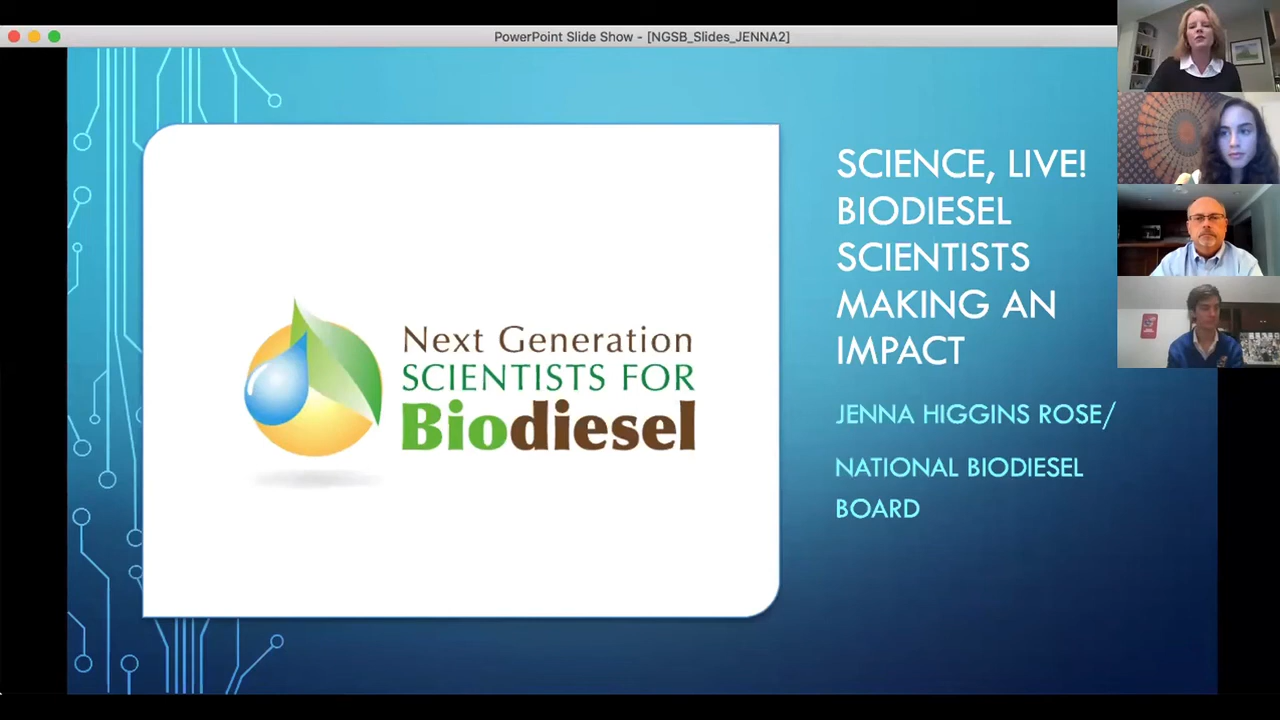 PowerPoint Slide Show - [NGSB_Slides_JENNA2]
Next Generation
SCIENTISTS FOR
Biodiesel
SCIENCE, LIVE!
BIODIESEL
SCIENTISTS
MAKING AN
IMPACT
JENNA HIGGINS ROSE/
NATIONAL BIODIESEL
BOARD